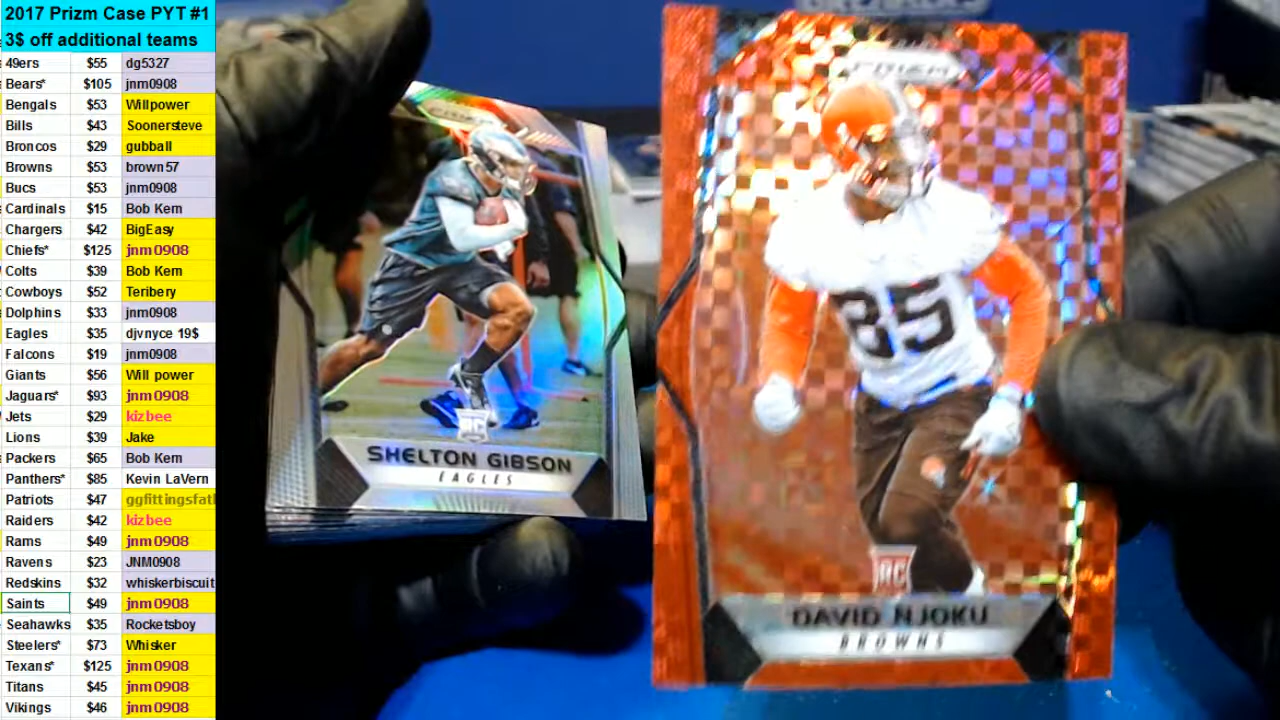 2017 Prizm Case PYT #1
3$ off additional teams
49ers $55 dg5327
Bears* $105 jnm0908
Bengals $53 Willpower
Bills $43 Soonersteve
Broncos $29 gubball
Browns $53 brown57
Bucs $53 jnm0908
Cardinals $15 Bob Kern
Chargers $42 BigEasy
Chiefs* $125 jnm0908
Colts $39 Bob Kern
Cowboys $52 Teribery
Dolphins $33 jnm0908
Eagles $35 djvnyce 19$
Falcons $19 jnm0908
Giants $56 Will power
Jaguars* $93 jnm0908
Jets $29 kizbee
Lions $39 Jake
Packers $65 Bob Kern
Panthers* $85 Kevin LaVern
Patriots $47 ggfittingsfatl
Raiders $42 kizbee
Rams $49 jnm0908
Ravens $23 JNM0908
Redskins $32 whiskerbiscuit
Saints $49 jnm0908
Seahawks $35 Rocketsboy
Steelers* $73 Whisker
Texans* $125 jnm0908
Titans $45 jnm0908
Vikings $46 jnm0908
RC
SHELTON GIBSON
EAGLES
PRIZM
85
RC
DAVID NJOKU
BROWNS